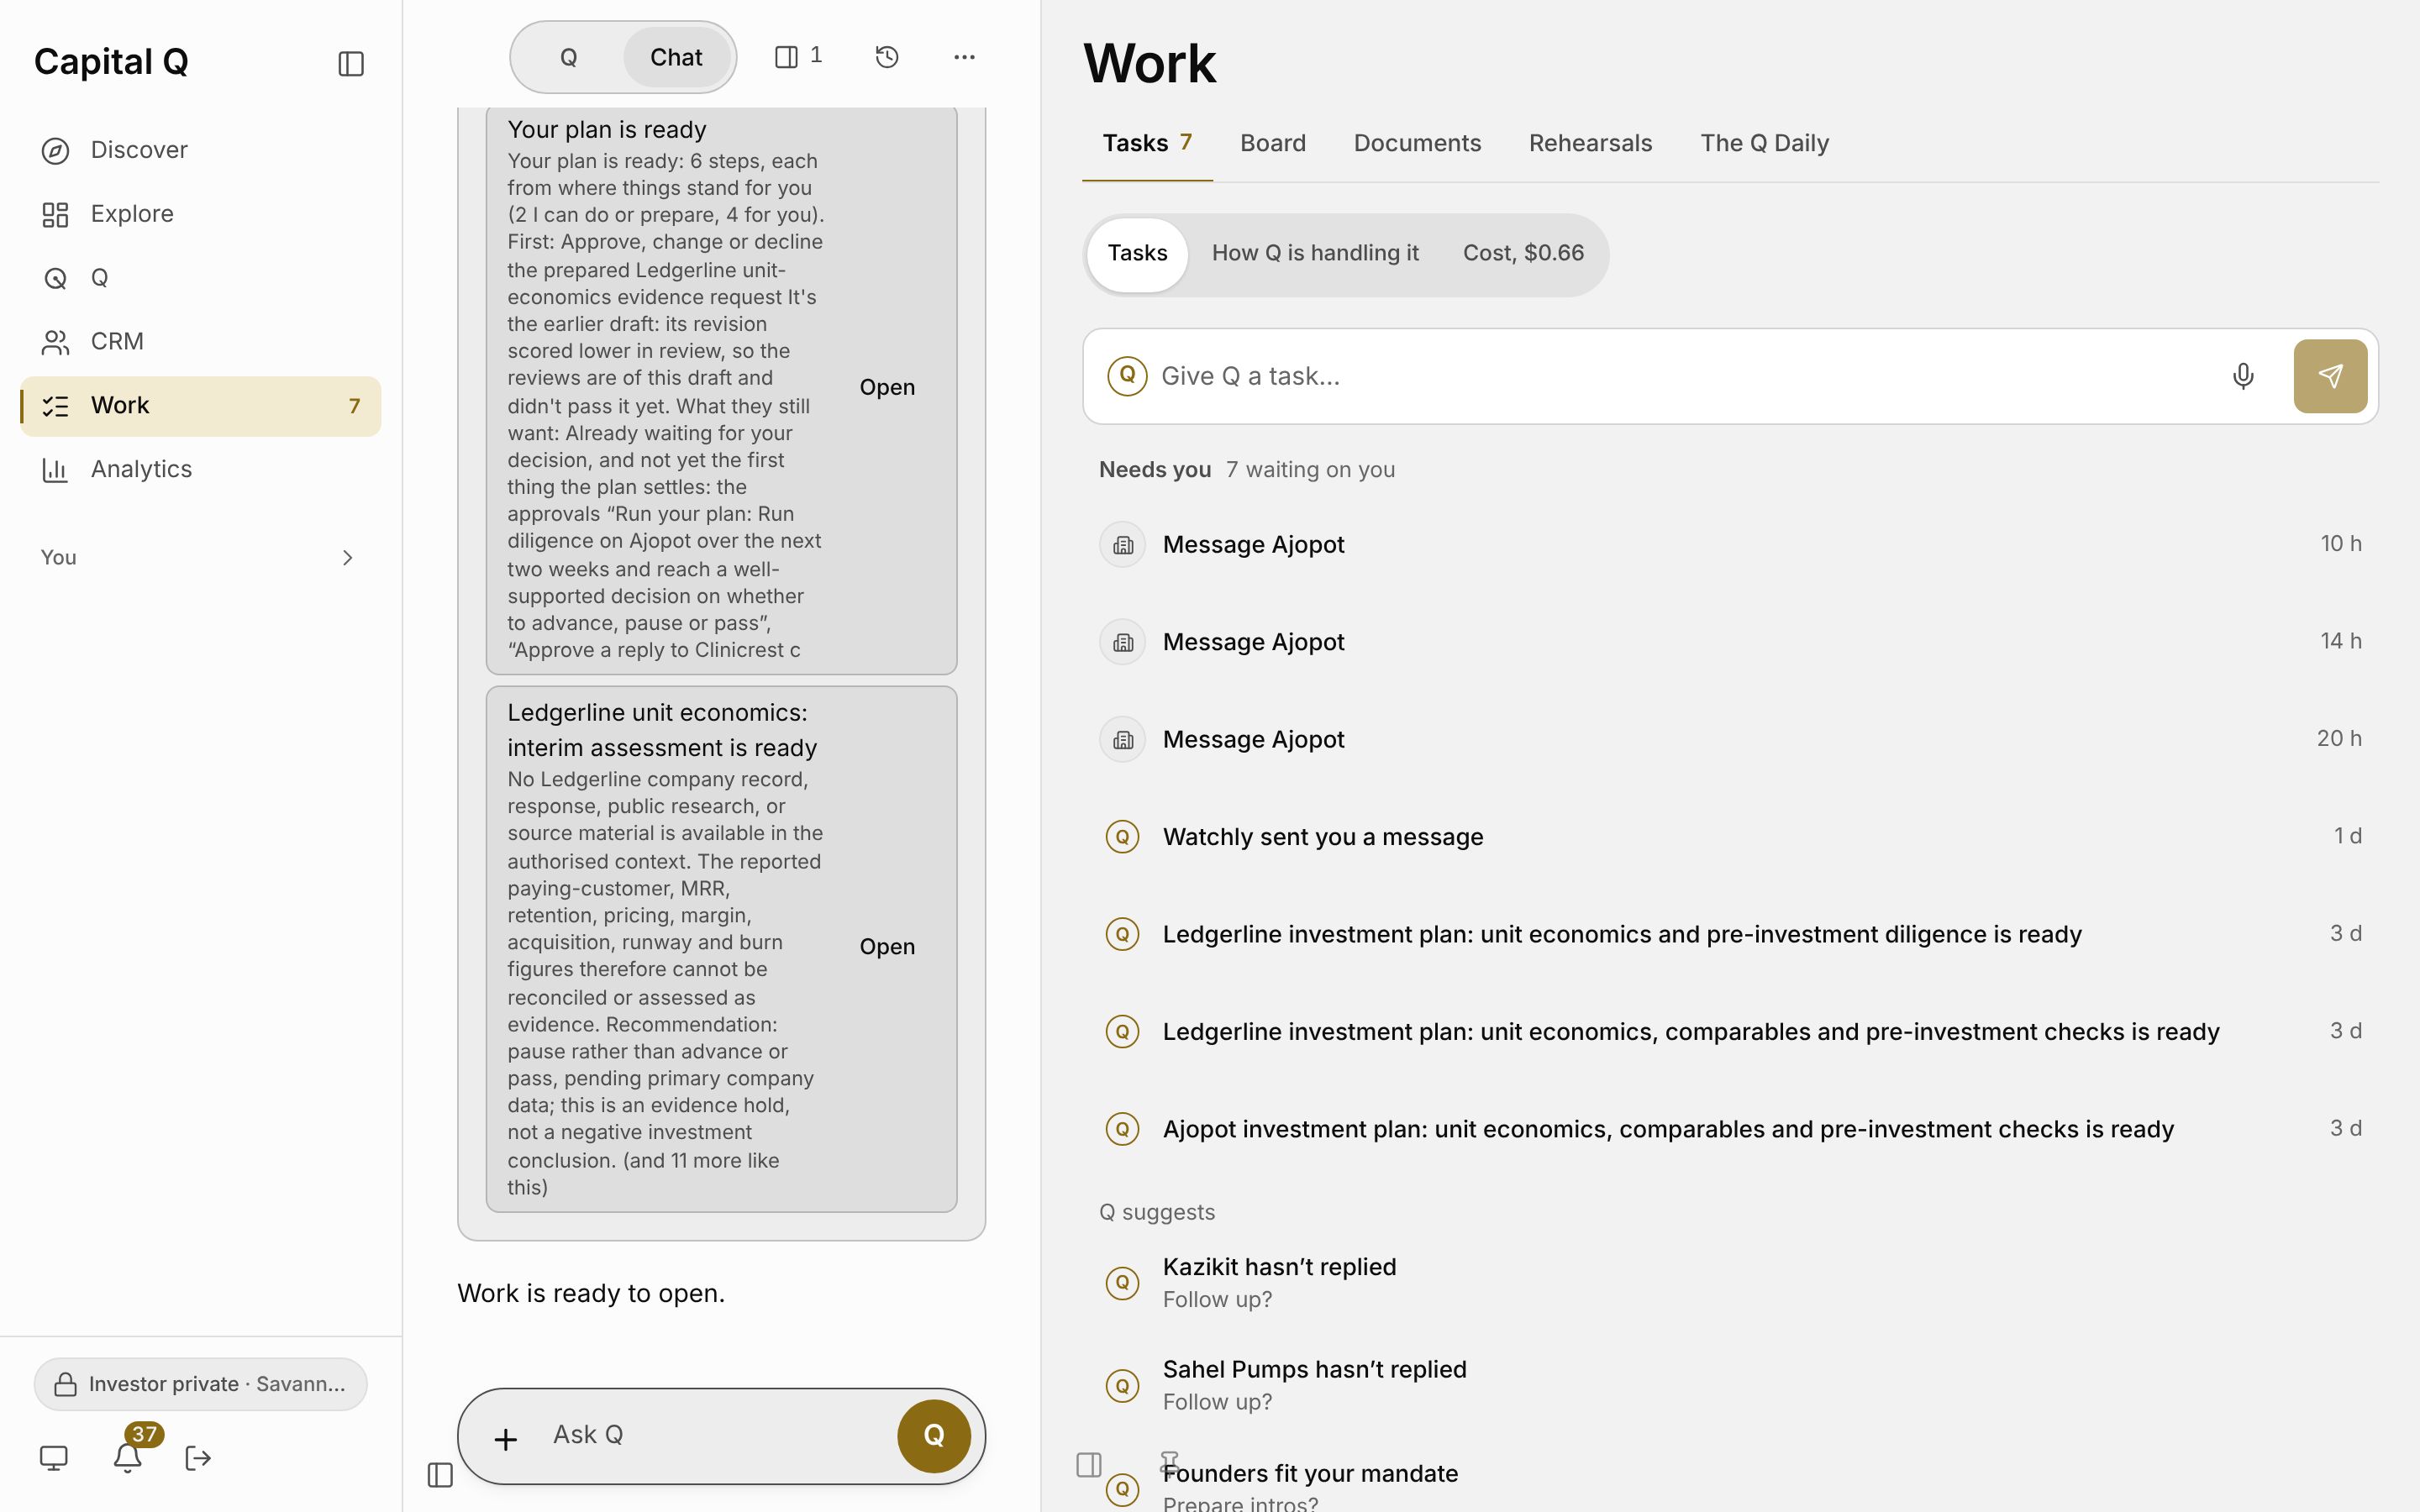 Capital Q
Discover
Explore
Q
CRM
Work 7
Analytics
You
Investor private · Savann...
37
Q Chat 1
Your plan is ready
Your plan is ready: 6 steps, each
from where things stand for you
(2 I can do or prepare, 4 for you).
First: Approve, change or decline
the prepared Ledgerline unit-
economics evidence request It's
the earlier draft: its revision
scored lower in review, so the
reviews are of this draft and
didn't pass it yet. What they still
want: Already waiting for your
decision, and not yet the first
thing the plan settles: the
approvals “Run your plan: Run
diligence on Ajopot over the next
two weeks and reach a well-
supported decision on whether
to advance, pause or pass”,
“Approve a reply to Clinicrest c
Open
Ledgerline unit economics:
interim assessment is ready
No Ledgerline company record,
response, public research, or
source material is available in the
authorised context. The reported
paying-customer, MRR,
retention, pricing, margin,
acquisition, runway and burn
figures therefore cannot be
reconciled or assessed as
evidence. Recommendation:
pause rather than advance or
pass, pending primary company
data; this is an evidence hold,
not a negative investment
conclusion. (and 11 more like
this)
Open
Work is ready to open.
Ask Q
Q
Work
Tasks 7 Board Documents Rehearsals The Q Daily
Tasks How Q is handling it Cost, $0.66
Q Give Q a task...
Needs you 7 waiting on you
Message Ajopot 10 h
Message Ajopot 14 h
Message Ajopot 20 h
Q Watchly sent you a message 1 d
Q Ledgerline investment plan: unit economics and pre-investment diligence is ready 3 d
Q Ledgerline investment plan: unit economics, comparables and pre-investment checks is ready 3 d
Q Ajopot investment plan: unit economics, comparables and pre-investment checks is ready 3 d
Q suggests
Q Kazikit hasn’t replied
Follow up?
Q Sahel Pumps hasn’t replied
Follow up?
Q Founders fit your mandate
Prepare intros?